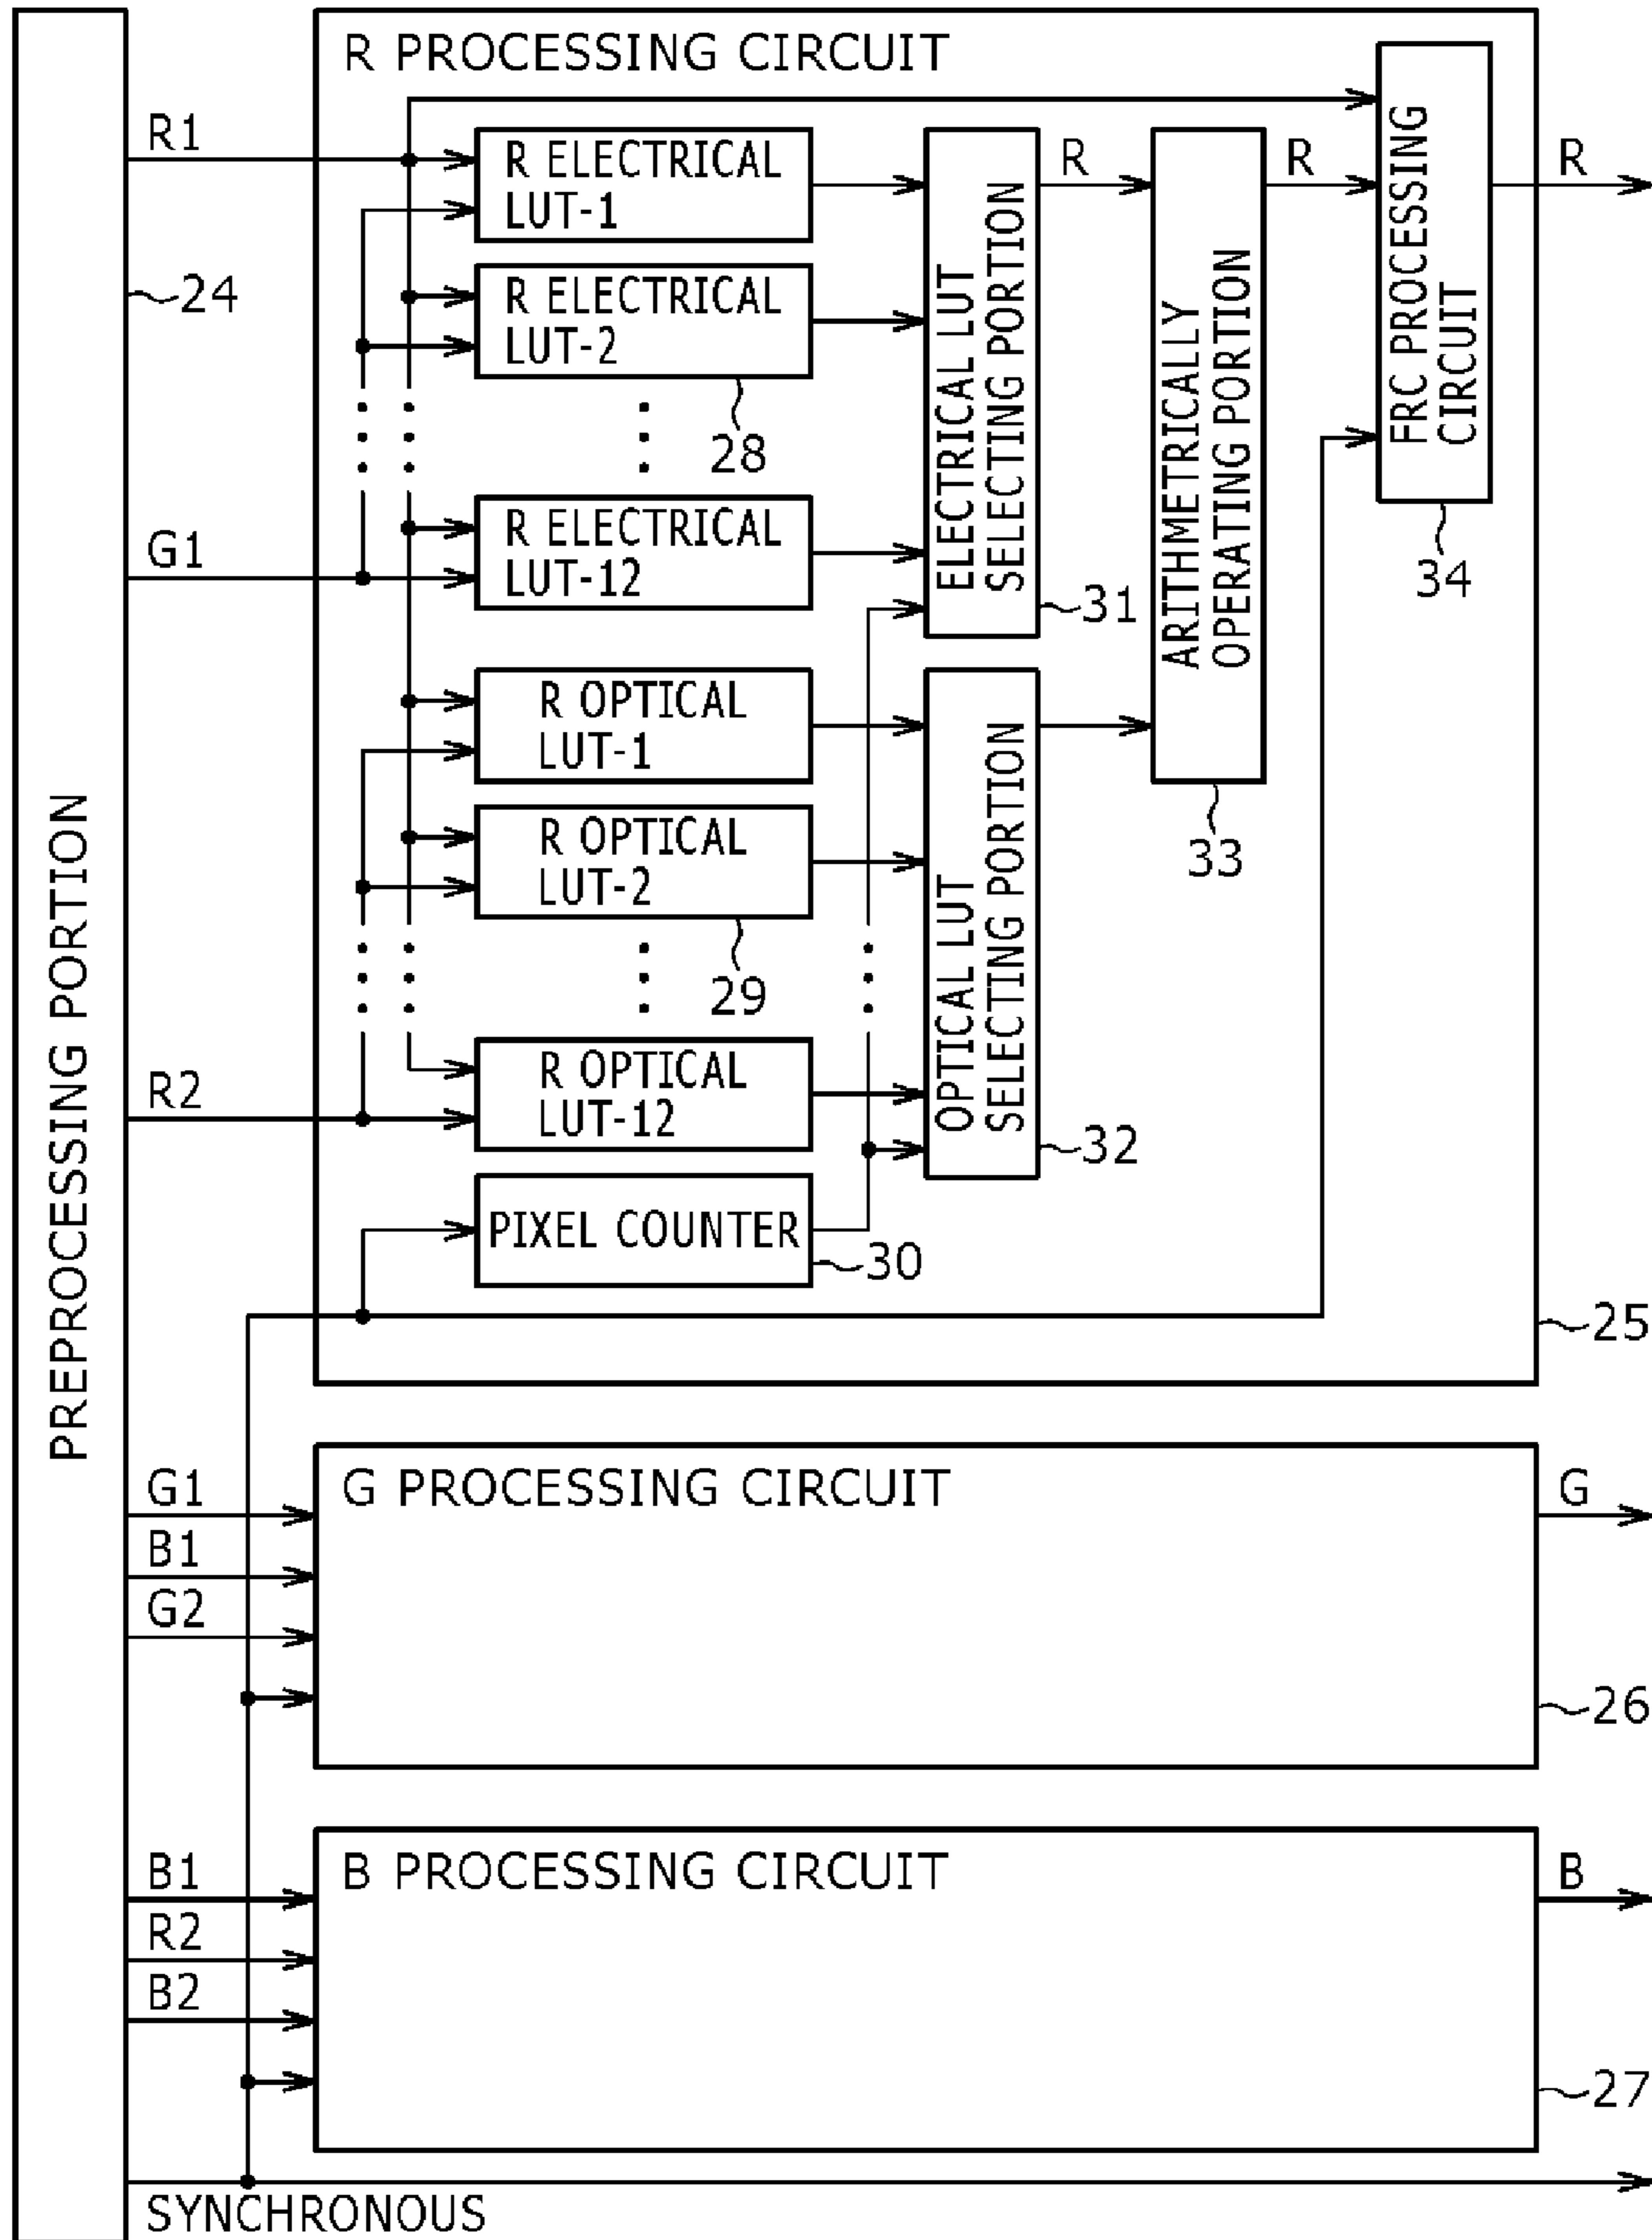 PREPROCESSING PORTION
24
R1
G1
R2
R PROCESSING CIRCUIT
R ELECTRICAL
LUT-1
R ELECTRICAL
LUT-2
28
R ELECTRICAL
LUT-12
R OPTICAL
LUT-1
R OPTICAL
LUT-2
29
R OPTICAL
LUT-12
PIXEL COUNTER
30
ELECTRICAL LUT
SELECTING PORTION
31
OPTICAL LUT
SELECTING PORTION
32
R
ARITHMETRICALLY
OPERATING PORTION
33
R
FRC PROCESSING
CIRCUIT
34
R
25
G1
B1
G2
G PROCESSING CIRCUIT
G
26
B1
R2
B2
B PROCESSING CIRCUIT
B
27
SYNCHRONOUS